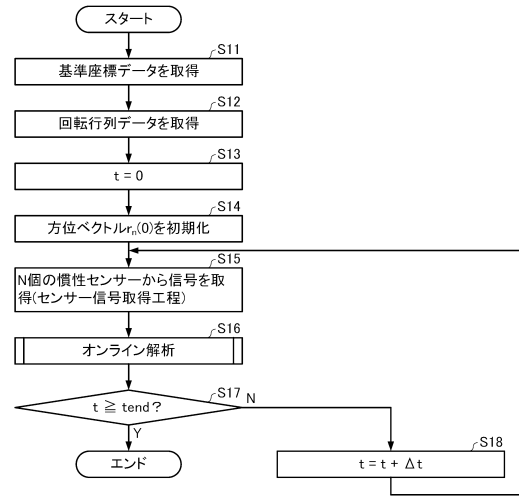 スタート
S11
基準座標データを取得
S12
回転行列データを取得
S13
t = 0
S14
方位ベクトルrn(0)を初期化
S15
N個の慣性センサーから信号を取
得(センサー信号取得工程)
S16
オンライン解析
S17
t ≧ tend ?
N
Y
S18
エンド
t = t + Δt